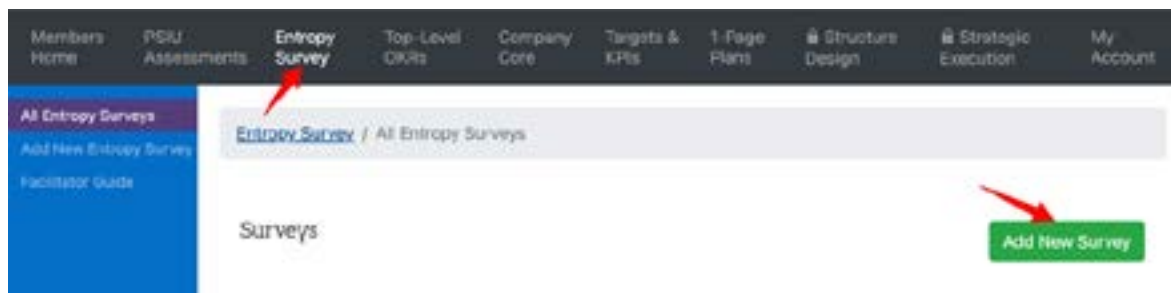 Members Home
PSIU Assessments
Entropy Survey
Top-Level OKRs
Company Core
Targets & KPIs
1-Page Plans
Structure Design
Strategic Execution
My Account
All Entropy Surveys
Add New Entropy Survey
Facilitator Guide
Entropy Survey / All Entropy Surveys
Surveys
Add New Survey